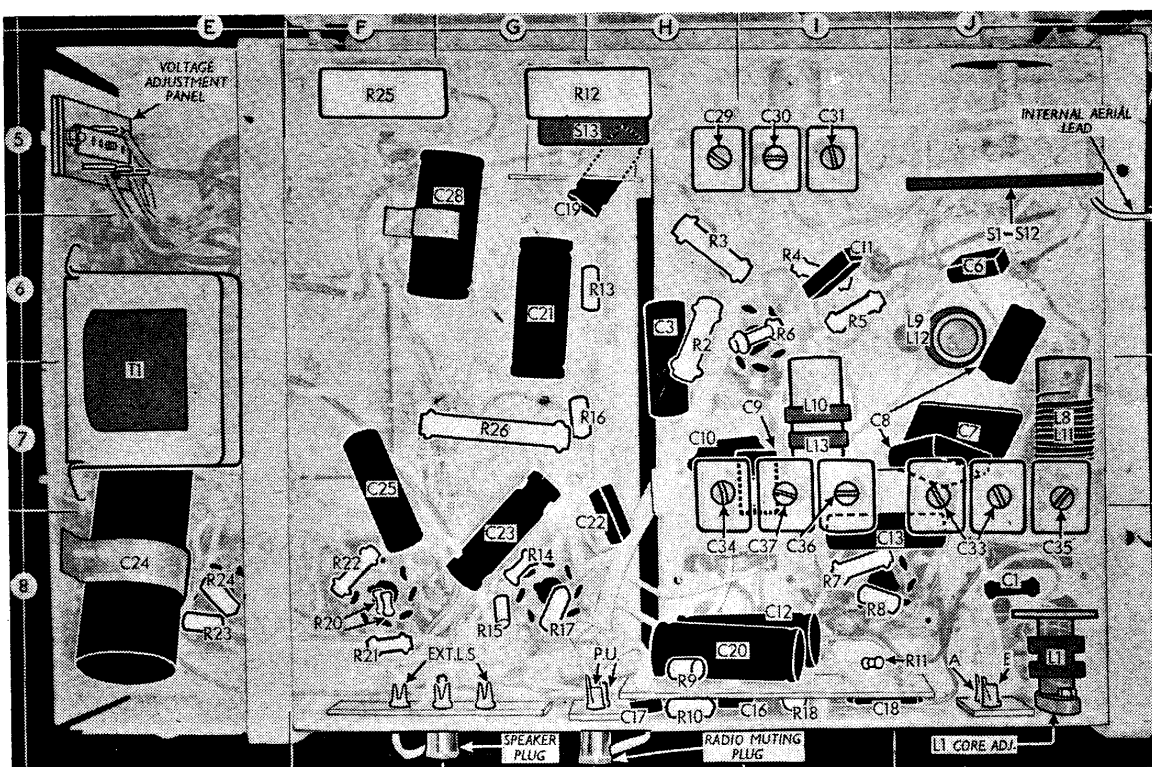 E F G H I J
VOLTAGE
ADJUSTMENT
PANEL
R25
R12
S13
C29 C30 C31
INTERNAL AERIAL
LEAD
5
C28
C19
R3
S1–S12
R4
C11
C6
6
R13
C21
C3
R2
R6
R5
L9
L12
T1
C9
L10
C8
L8
L11
7
R26
R16
C10
L13
C7
C25
C23
C22
C34 C37 C36 C13 C33 C35
8
C24
R24
R23
R22
R14
R7
R8
C1
R20
R15
R17
C12
R21
EXT.L.S.
P.U.
C20
R9
R11
A E
L1
C17
R10
C16
R18
C18
SPEAKER
PLUG
RADIO MUTING
PLUG
L1 CORE ADJ.